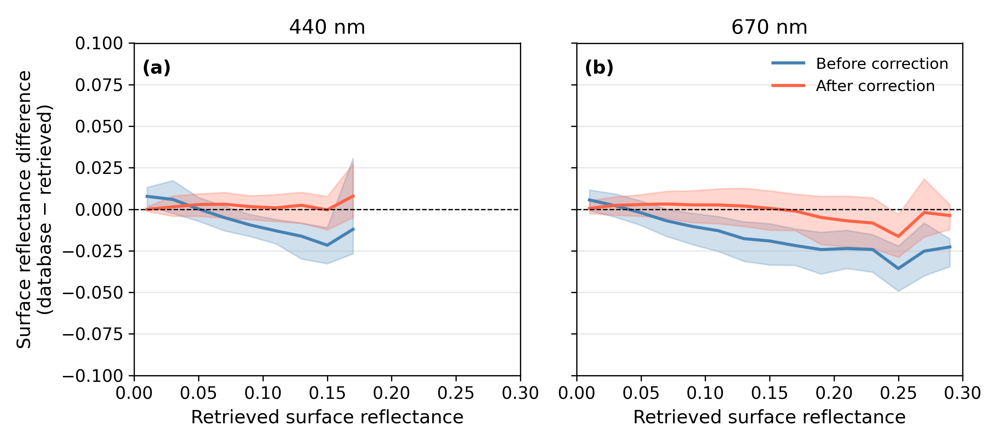 440 nm
670 nm
(a)
(b)
Before correction
After correction
Surface reflectance difference
(database − retrieved)
0.100
0.075
0.050
0.025
0.000
−0.025
−0.050
−0.075
−0.100
0.00 0.05 0.10 0.15 0.20 0.25 0.30
0.00 0.05 0.10 0.15 0.20 0.25 0.30
Retrieved surface reflectance
Retrieved surface reflectance